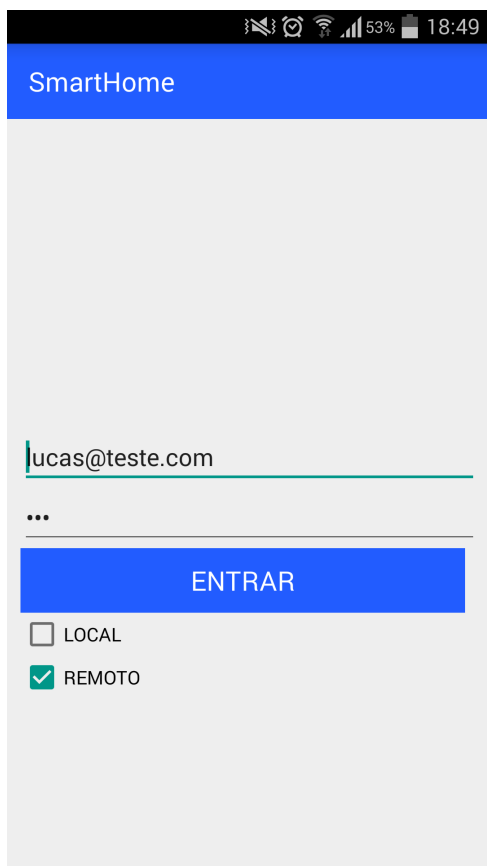 53% 18:49
SmartHome
lucas@teste.com
•••
ENTRAR
LOCAL
REMOTO